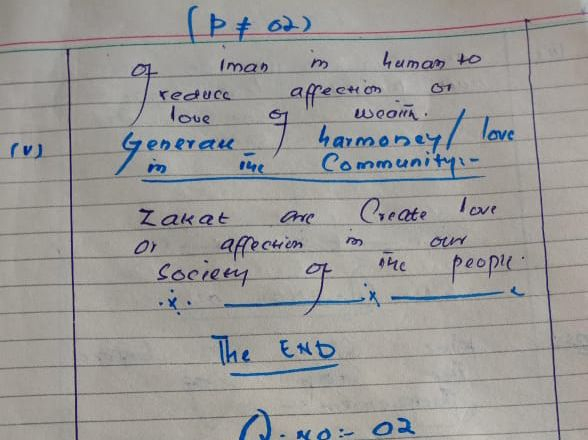 (P # 02)
of iman in human to
reduce affection or
love of wealth.
(v) Generate harmoney/love
in the Community:-
Zakat are Create love
or affection in our
society of the people.
x
The END
Q. NO:- 02